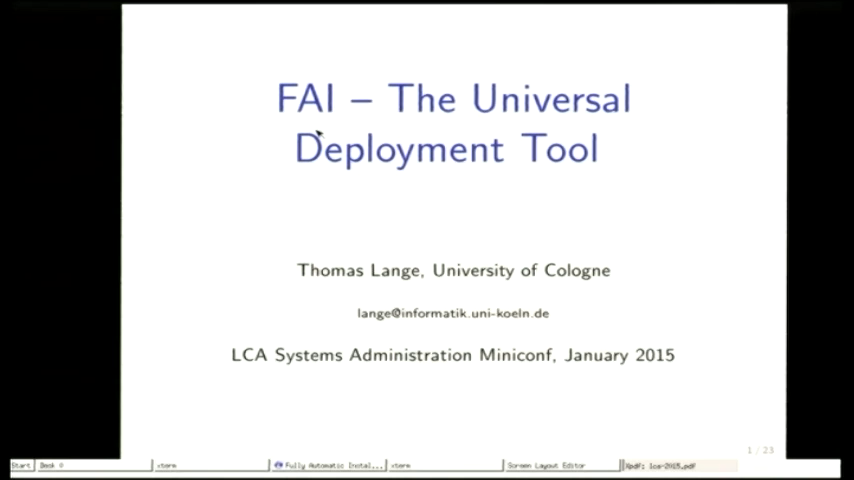 FAI – The Universal
Deployment Tool
Thomas Lange, University of Cologne
lange@informatik.uni-koeln.de
LCA Systems Administration Miniconf, January 2015
1 / 23
Start Desk 0 xterm Fully Automatic Instal... xterm Screen Layout Editor Xpdf: lca-2015.pdf